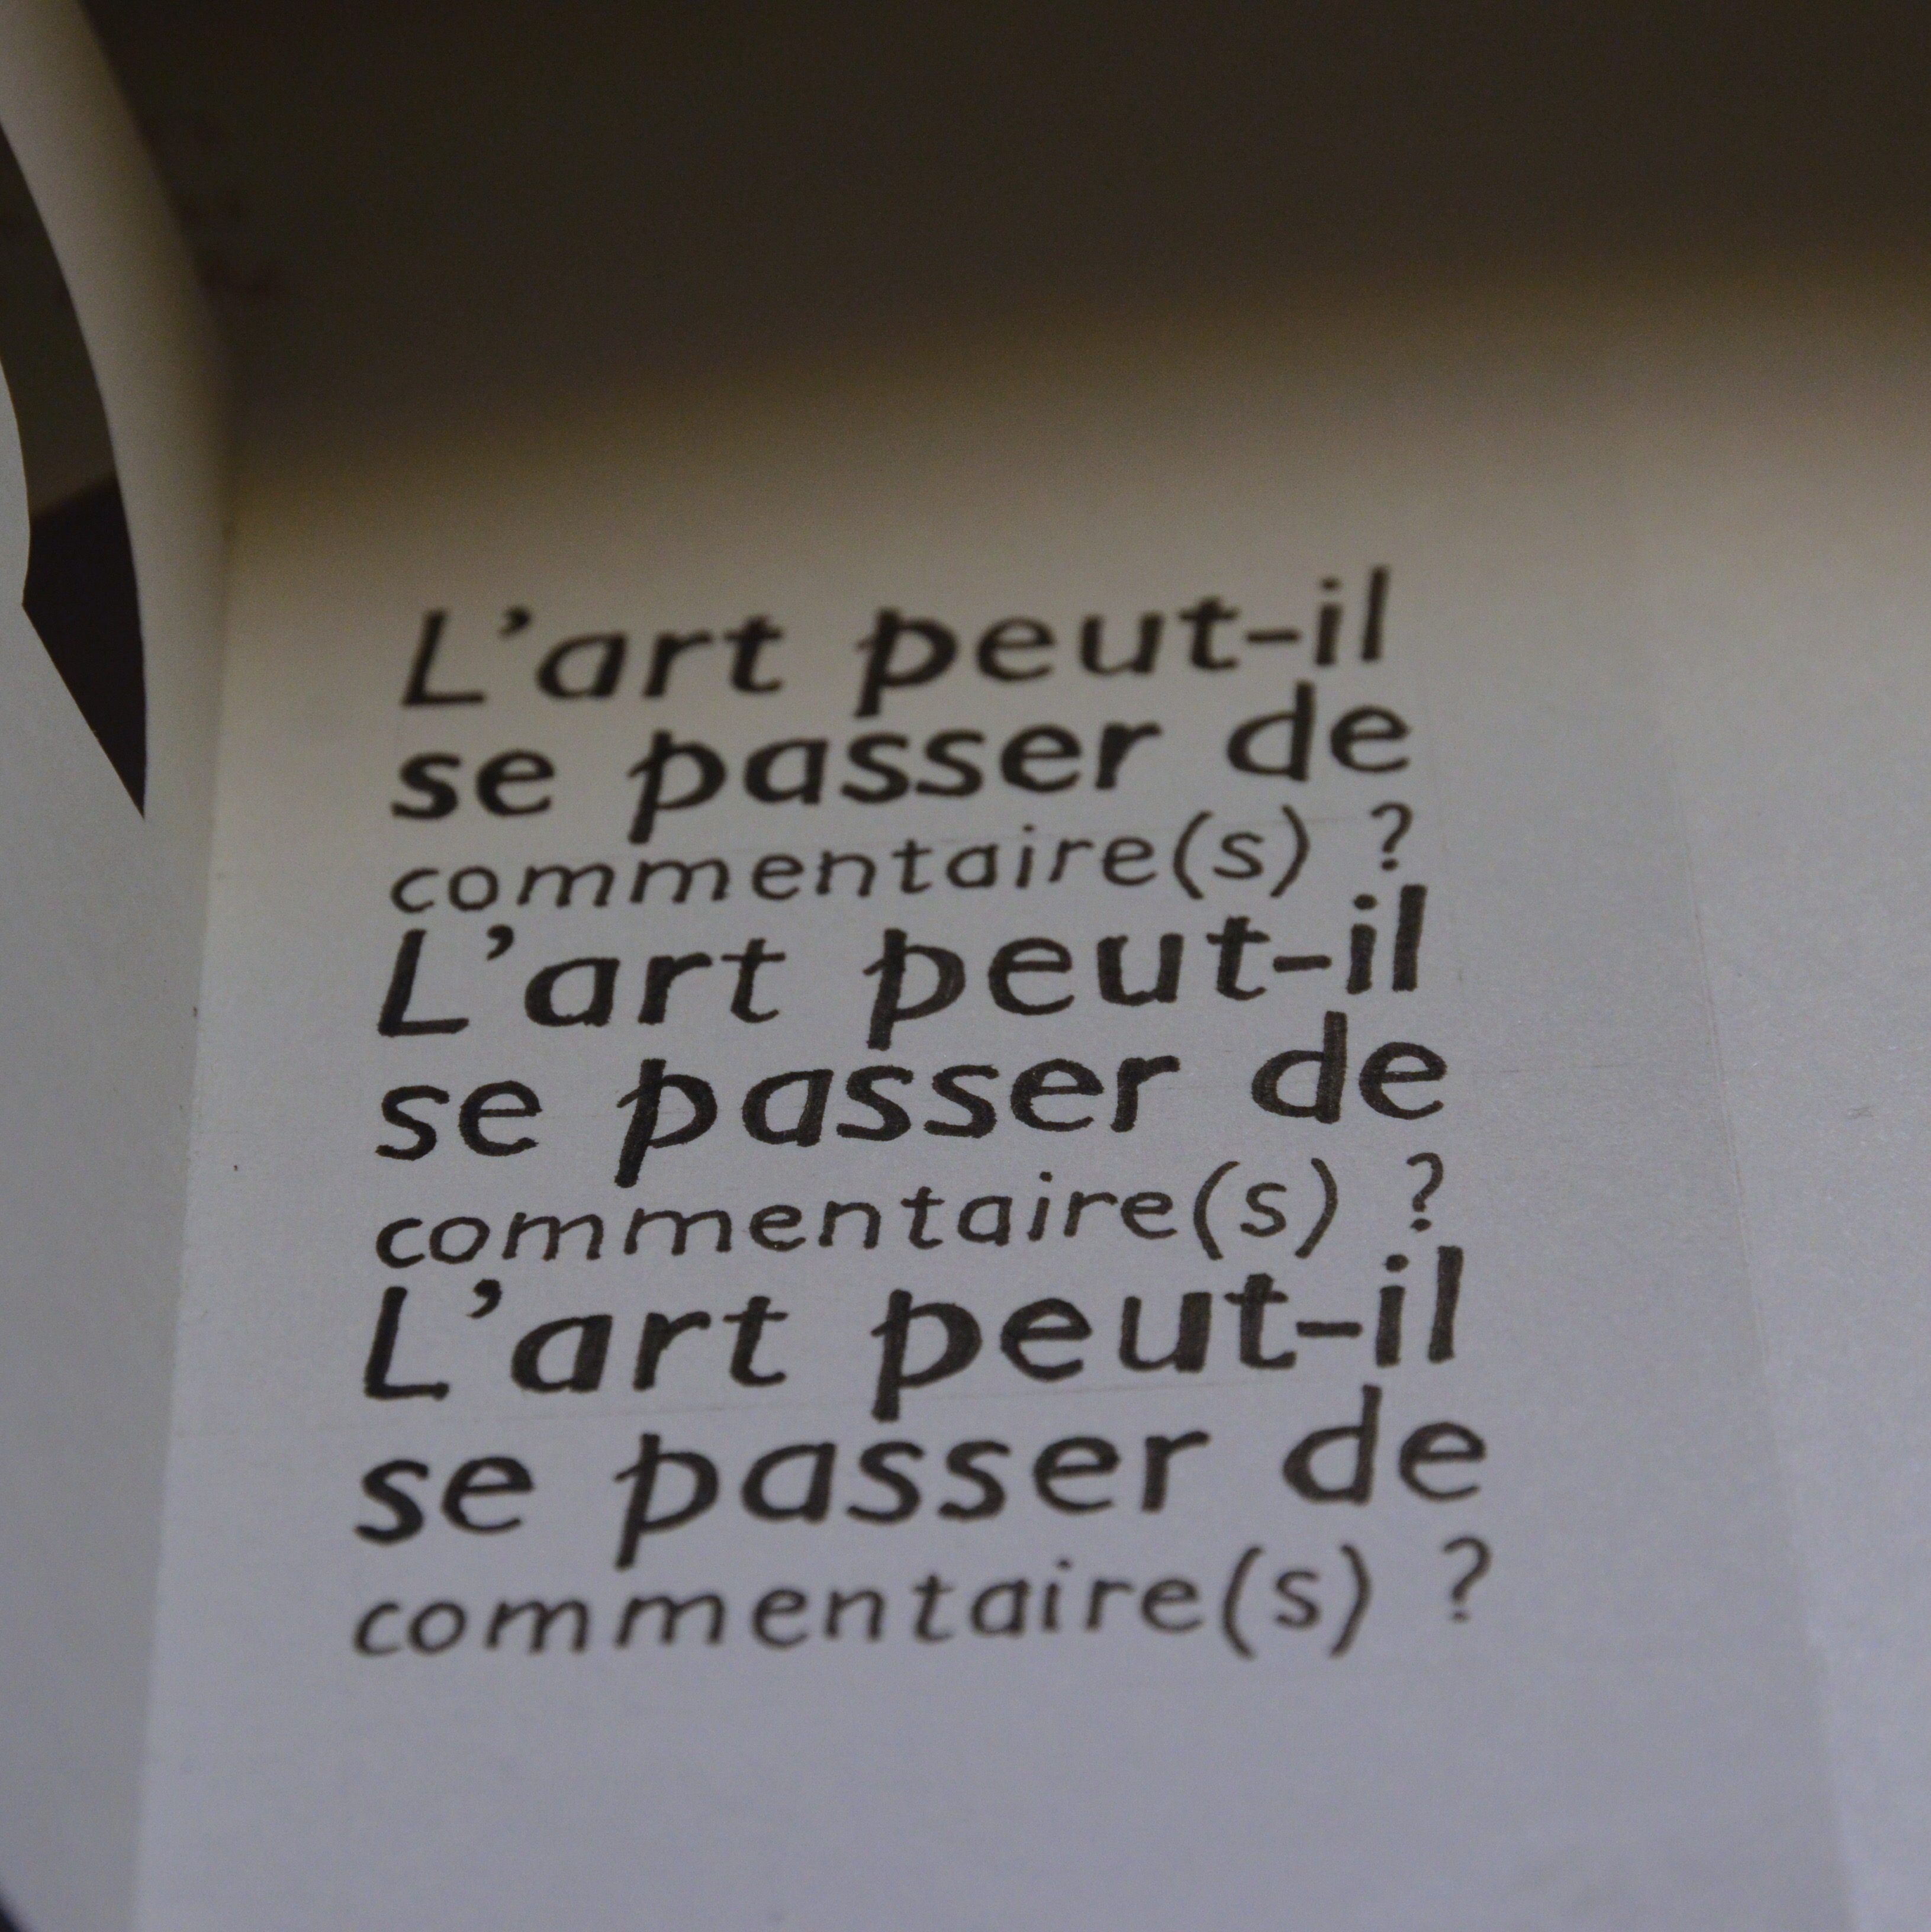 L'art peut-il
se passer de
commentaire(s) ?
L'art peut-il
se passer de
commentaire(s) ?
L'art peut-il
se passer de
commentaire(s) ?